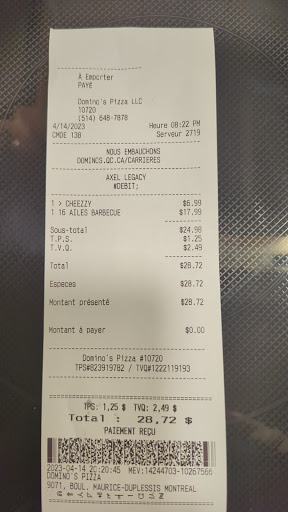 À Emporter
PAYÉ
Domino's Pizza LLC
10720
(514) 648-7878
4/14/2023 Heure 08:22 PM
CMDE 138 Serveur 2719
NOUS EMBAUCHONS
DOMINOS.QC.CA/CARRIERES
AXEL LEGACY
#DEBIT;
1 > CHEEZZY $6.99
1 16 AILES BARBECUE $17.99
Sous-total $24.98
T.P.S. $1.25
T.V.Q. $2.49
Total $28.72
Especes $28.72
Montant présenté $28.72
Montant à payer $0.00
Domino's Pizza #10720
TPS#823919782 / TVQ#1222119193
TPS: 1,25 $ TVQ: 2,49 $
Total : 28,72 $
PAIEMENT REÇU
2023-04-14 20:20:45 MEV:14244703-10267566
DOMINO'S PIZZA
9071, BOUL. MAURICE-DUPLESSIS MONTREAL